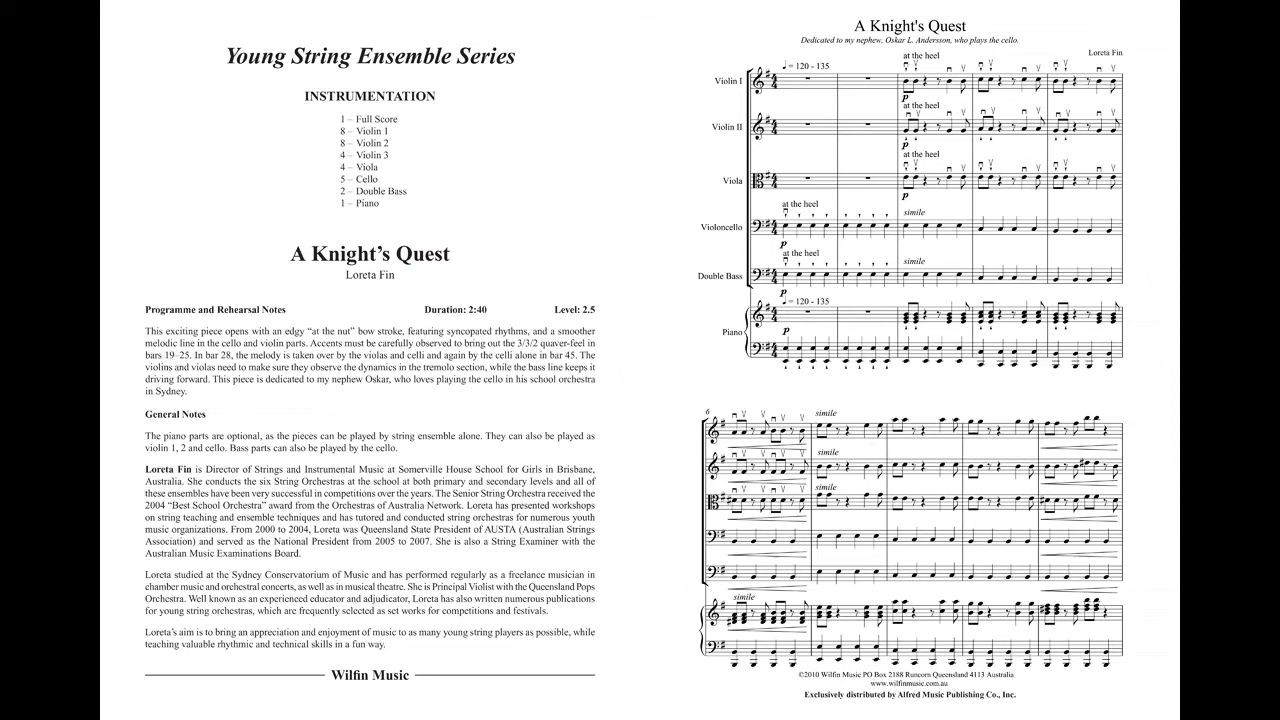 Young String Ensemble Series
INSTRUMENTATION
1 – Full Score
8 – Violin 1
8 – Violin 2
4 – Violin 3
4 – Viola
5 – Cello
2 – Double Bass
1 – Piano
A Knight's Quest
Loreta Fin
Programme and Rehearsal Notes Duration: 2:40 Level: 2.5
This exciting piece opens with an edgy “at the nut” bow stroke, featuring syncopated rhythms, and a smoother
melodic line in the cello and violin parts. Accents must be carefully observed to bring out the 3/3/2 quaver-feel in
bars 19–25. In bar 28, the melody is taken over by the violas and celli and again by the celli alone in bar 45. The
violins and violas need to make sure they observe the dynamics in the tremolo section, while the bass line keeps it
driving forward. This piece is dedicated to my nephew Oskar, who loves playing the cello in his school orchestra
in Sydney.
General Notes
The piano parts are optional, as the pieces can be played by string ensemble alone. They can also be played as
violin 1, 2 and cello. Bass parts can also be played by the cello.
Loreta Fin is Director of Strings and Instrumental Music at Somerville House School for Girls in Brisbane,
Australia. She conducts the six String Orchestras at the school at both primary and secondary levels and all of
these ensembles have been very successful in competitions over the years. The Senior String Orchestra received the
2004 “Best School Orchestra” award from the Orchestras of Australia Network. Loreta has presented workshops
on string teaching and ensemble techniques and has tutored and conducted string orchestras for numerous youth
music organizations. From 2000 to 2004, Loreta was Queensland State President of AUSTA (Australian Strings
Association) and served as the National President from 2005 to 2007. She is also a String Examiner with the
Australian Music Examinations Board.
Loreta studied at the Sydney Conservatorium of Music and has performed regularly as a freelance musician in
chamber music and orchestral concerts, as well as in musical theatre. She is Principal Violist with the Queensland Pops
Orchestra. Well known as an experienced educator and adjudicator, Loreta has also written numerous publications
for young string orchestras, which are frequently selected as set works for competitions and festivals.
Loreta's aim is to bring an appreciation and enjoyment of music to as many young string players as possible, while
teaching valuable rhythmic and technical skills in a fun way.
Wilfin Music
A Knight's Quest
Dedicated to my nephew, Oskar L. Andersson, who plays the cello.
Loreta Fin
♩ = 120 - 135 at the heel
Violin I
p
at the heel
Violin II
p
at the heel
Viola
p
at the heel simile
Violoncello
p
at the heel simile
Double Bass
p
♩ = 120 - 135
Piano
p
6
simile
simile
simile
simile
©2010 Wilfin Music PO Box 2188 Runcorn Queensland 4113 Australia
www.wilfinmusic.com.au
Exclusively distributed by Alfred Music Publishing Co., Inc.